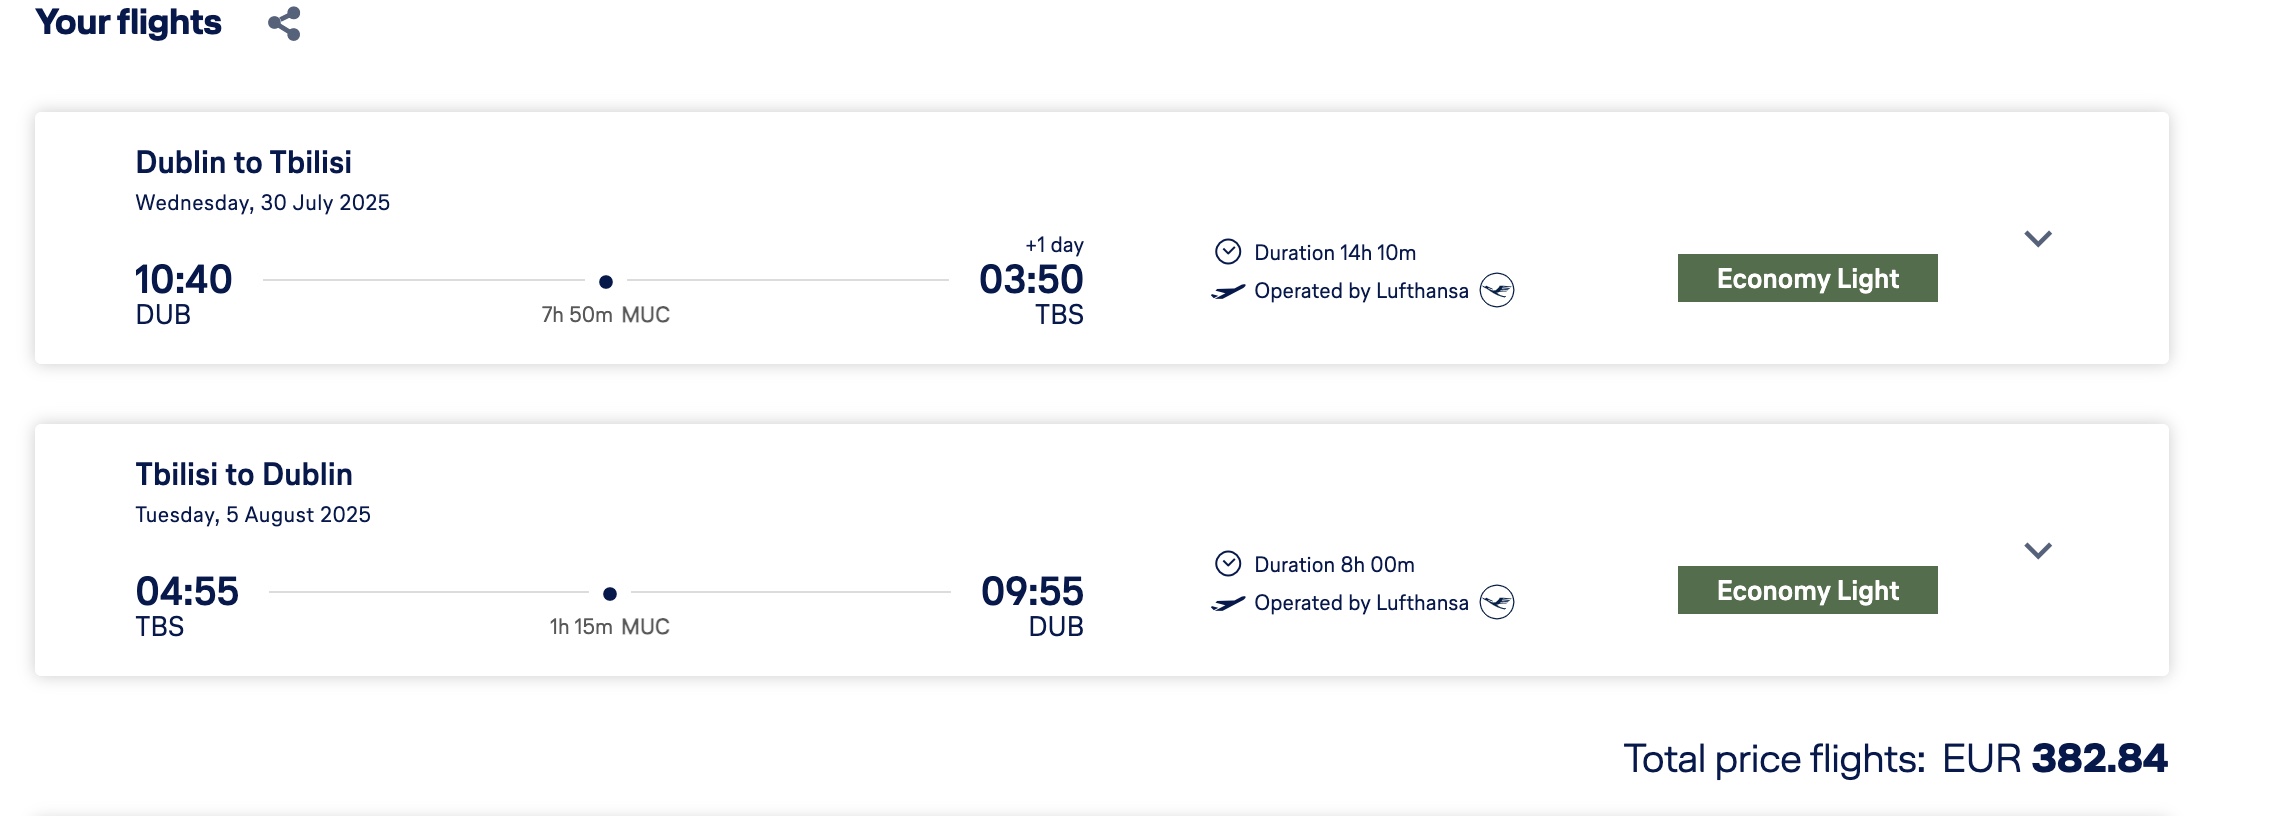 Your flights
Dublin to Tbilisi
Wednesday, 30 July 2025
+1 day
10:40
03:50
DUB
7h 50m MUC
TBS
Duration 14h 10m
Operated by Lufthansa
Economy Light
Tbilisi to Dublin
Tuesday, 5 August 2025
04:55
09:55
TBS
1h 15m MUC
DUB
Duration 8h 00m
Operated by Lufthansa
Economy Light
Total price flights: EUR 382.84